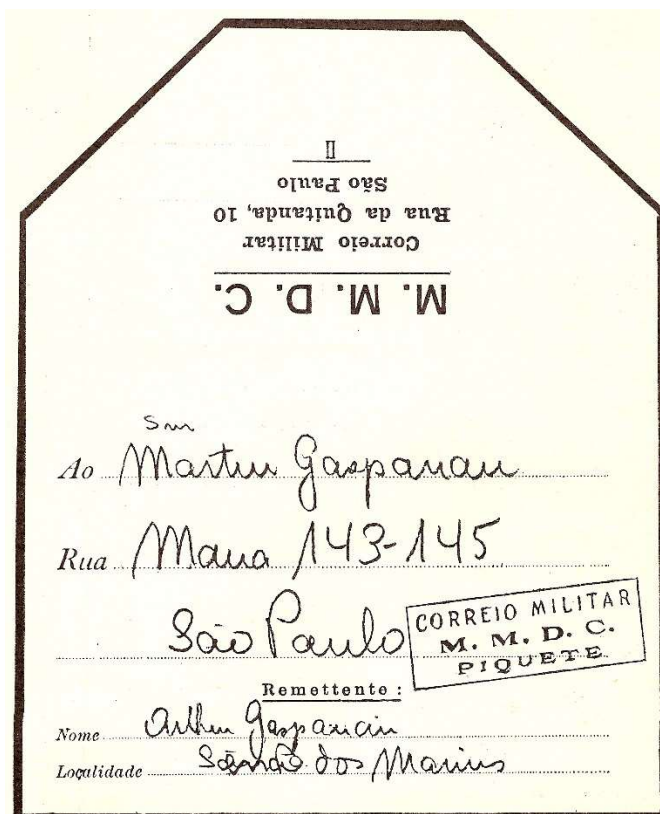 M. M. D. C.
Correio Militar
Rua da Quitanda, 10
São Paulo
II
Snr
Ao Martin Gasparian
Rua Maua 143-145
São Paulo
CORREIO MILITAR
M. M. D. C.
PIQUETE
Remettente :
Nome Arthur Gasparian
Localidade dos Marins